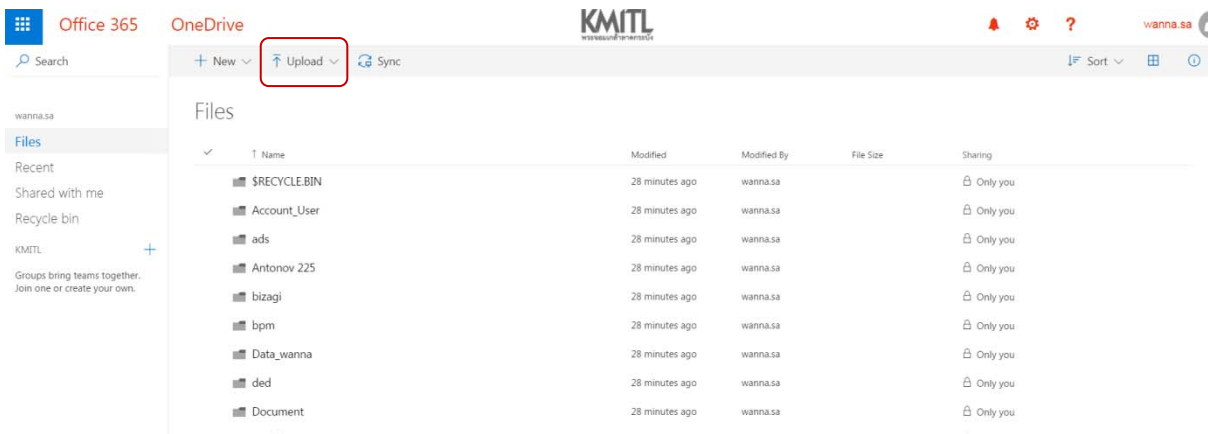 Office 365 OneDrive KMITL wanna.sa
Search + New Upload Sync Sort
wanna.sa
Files
Recent
Shared with me
Recycle bin
KMITL +
Groups bring teams together.
Join one or create your own.
Files
Name Modified Modified By File Size Sharing
$RECYCLE.BIN 28 minutes ago wanna.sa Only you
Account_User 28 minutes ago wanna.sa Only you
ads 28 minutes ago wanna.sa Only you
Antonov 225 28 minutes ago wanna.sa Only you
bizagi 28 minutes ago wanna.sa Only you
bpm 28 minutes ago wanna.sa Only you
Data_wanna 28 minutes ago wanna.sa Only you
ded 28 minutes ago wanna.sa Only you
Document 28 minutes ago wanna.sa Only you